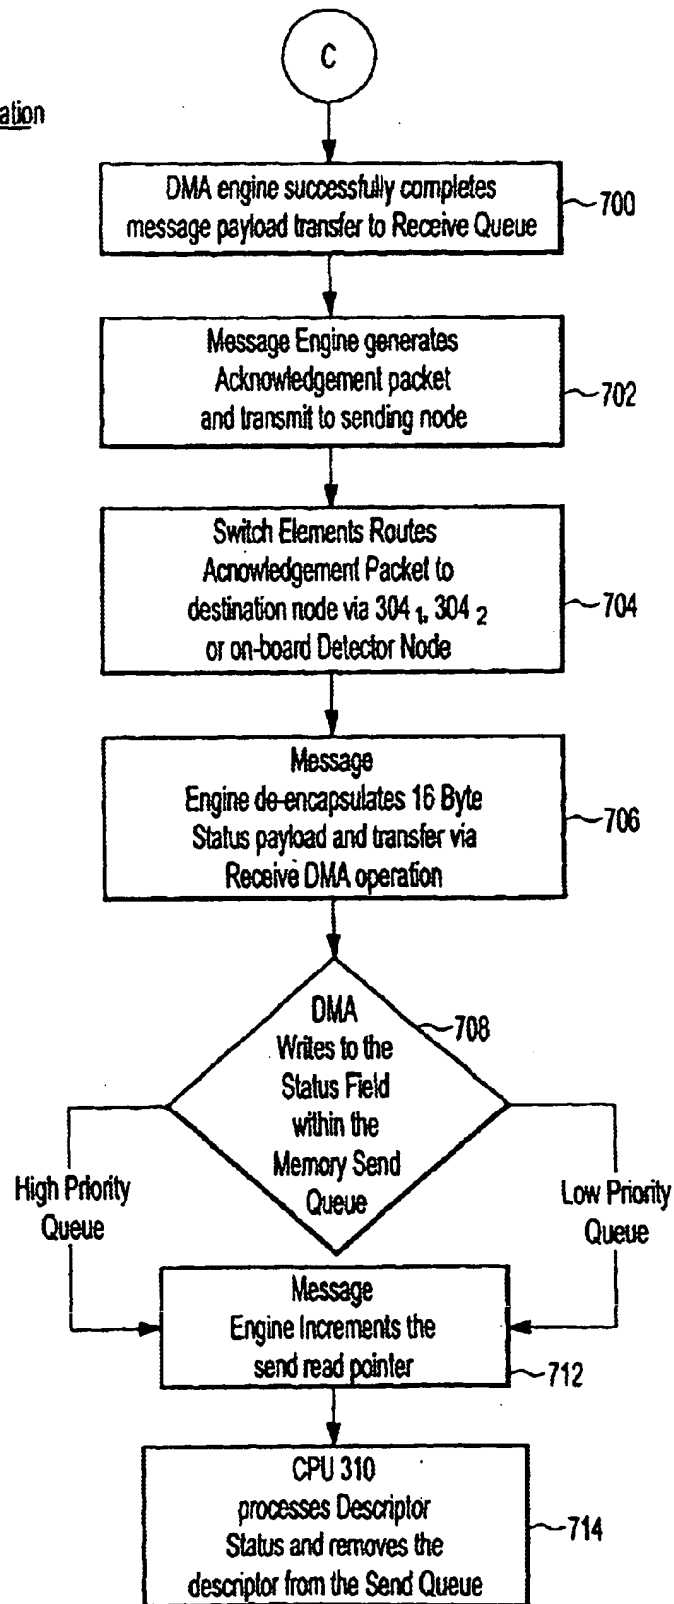 C
ation
DMA engine successfully completes
message payload transfer to Receive Queue
700
Message Engine generates
Acknowledgement packet
and transmit to sending node
702
Switch Elements Routes
Acnowledgement Packet to
destination node via 304 1, 304 2
or on-board Detector Node
704
Message
Engine de-encapsulates 16 Byte
Status payload and transfer via
Receive DMA operation
706
DMA
Writes to the
Status Field
within the
Memory Send
Queue
708
High Priority
Queue
Low Priority
Queue
Message
Engine Increments the
send read pointer
712
CPU 310
processes Descriptor
Status and removes the
descriptor from the Send Queue
714